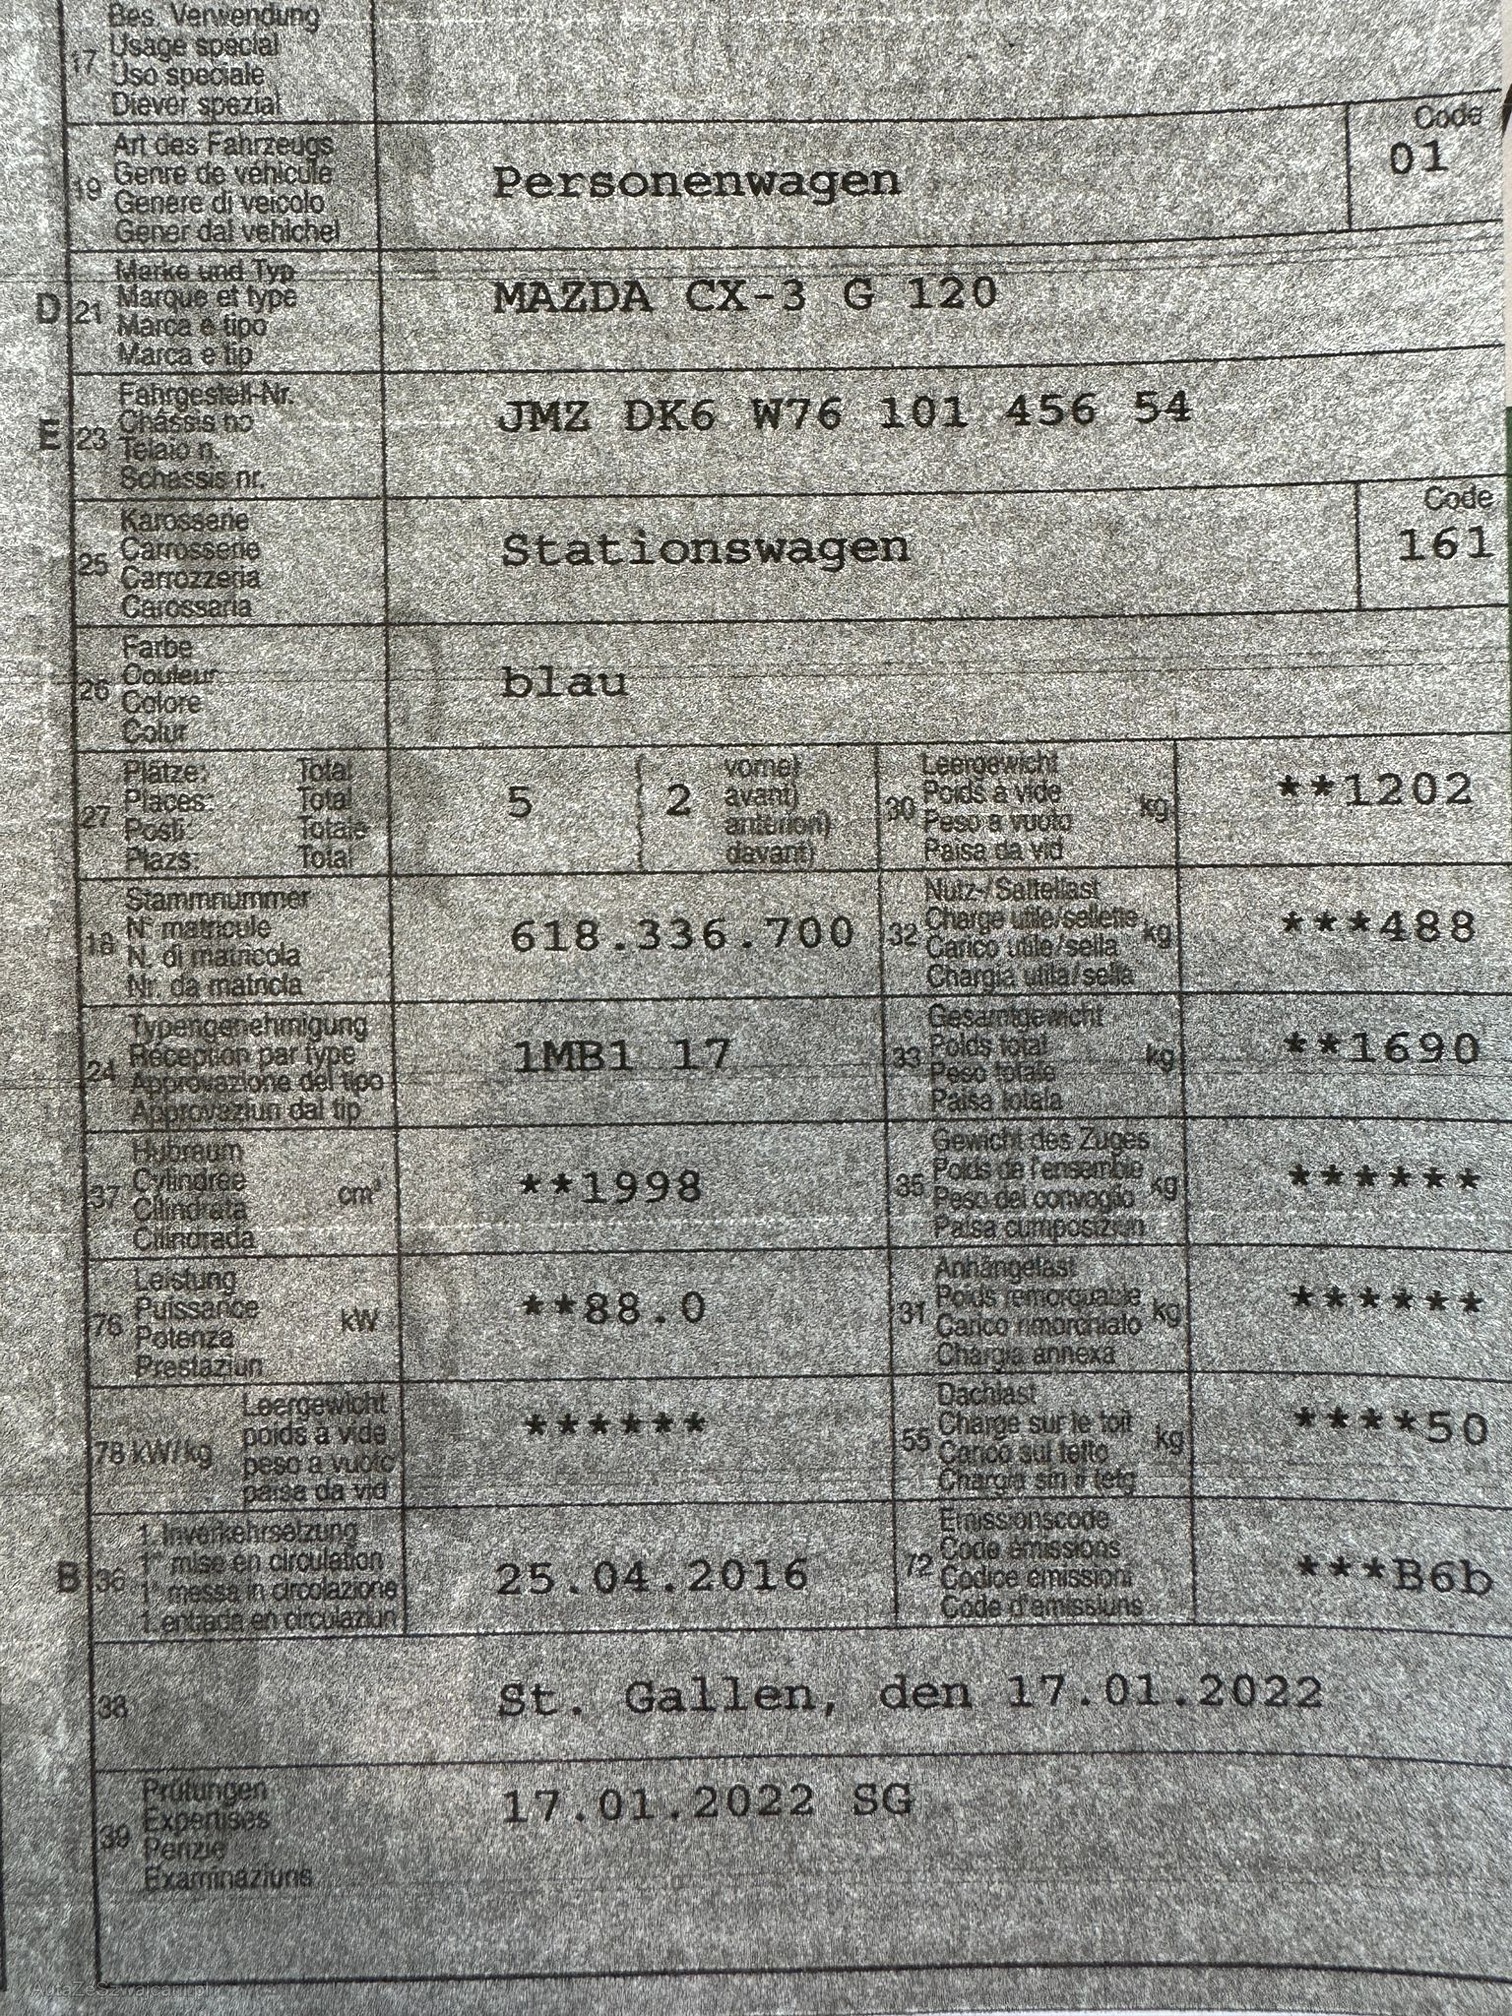 Bes. Verwendung
17 Usage spécial
Uso speciale
Diever spezial
Art des Fahrzeugs
19 Genre de véhicule
Genere di veicolo
Gener dal vehichel
Personenwagen
Code
01
Marke und Typ
D 21 Marque et type
Marca e tipo
Marca e tip
MAZDA CX-3 G 120
Fahrgestell-Nr.
E 23 Châssis no
Telaio n.
Schassis nr.
JMZ DK6 W76 101 456 54
Karosserie
25 Carrosserie
Carrozzeria
Carossaria
Stationswagen
Code
161
Farbe
26 Couleur
Colore
Colur
blau
Plätze: Total
27 Places: Total
Posti: Totale
Plazs: Total
5 ( 2
vorne)
avant)
anteriori)
davant)
Leergewicht
30 Poids à vide kg
Peso a vuoto
Paisa da vid
**1202
Stammnummer
18 N° matricule
N. di matricola
Nr. da matricla
618.336.700
Nutz-/Sattellast
32 Charge utile/sellette kg
Carico utile/sella
Chargia utila/sella
***488
Typengenehmigung
24 Réception par type
Approvazione del tipo
Approvaziun dal tip
1MB1 17
Gesamtgewicht
33 Poids total kg
Peso totale
Paisa totala
**1690
Hubraum
37 Cylindrée cm³
Cilindrata
Cilindrada
**1998
Gewicht des Zuges
35 Poids de l'ensemble kg
Peso del convoglio
Paisa cumposiziun
******
Leistung
76 Puissance kW
Potenza
Prestaziun
**88.0
Anhängelast
31 Poids remorquable kg
Carico rimorchiato
Chargia annexa
******
Leergewicht
78 kW/kg poids à vide
peso a vuoto
paisa da vid
******
Dachlast
55 Charge sur le toit kg
Carico sul tetto
Chargia sin il tetg
****50
1. Inverkehrsetzung
B 36 1re mise en circulation
1a messa in circolazione
1. entrada en circulaziun
25.04.2016
Emissionscode
72 Code émissions
Codice emissioni
Code d'emissiuns
***B6b
38 St. Gallen, den 17.01.2022
Prüfungen
39 Expertises
Perizie
Examinaziuns
17.01.2022 SG
AutaZeSzwajcarii.pl